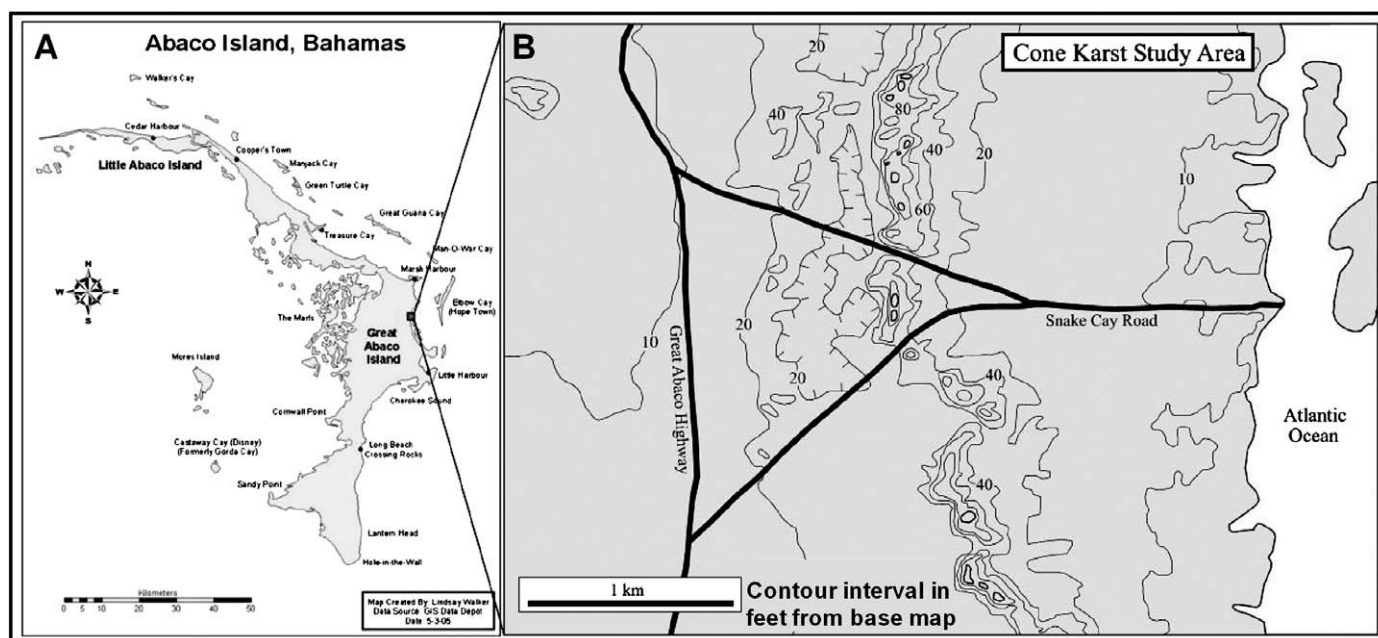 A
Abaco Island, Bahamas
Walker's Cay
Cedar Harbour
Little Abaco Island
Cooper's Town
Manjack Cay
Green Turtle Cay
Great Guana Cay
Treasure Cay
Man-O-War Cay
Marsh Harbour
N
W
E
S
Elbow Cay
(Hope Town)
The Marls
Great
Abaco
Island
Mores Island
Little Harbour
Cherokee Sound
Cornwall Point
Castaway Cay (Disney)
(Formerly Gorda Cay)
Long Beach
Crossing Rocks
Sandy Point
Lantern Head
Hole-in-the-Wall
Kilometers
0 5 10 20 30 40 50
Map Created By: Lindsay Walker
Data Source: GIS Data Depot
Date: 5-3-05
B
Cone Karst Study Area
20
40
80
40
20
60
10
20
10
20
40
40
Great Abaco Highway
Snake Cay Road
Atlantic
Ocean
1 km
Contour interval in
feet from base map